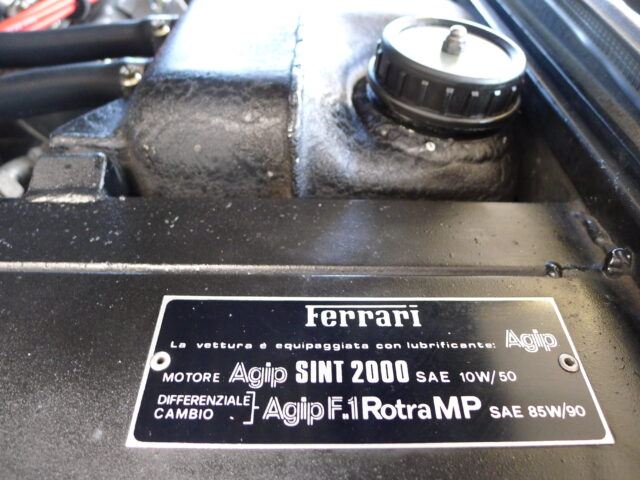 Ferrari
La vettura é equipaggiata con lubrificante: Agip
MOTORE Agip SINT 2000 SAE 10W/50
DIFFERENZIALE
CAMBIO Agip F.1 Rotra MP SAE 85W/90